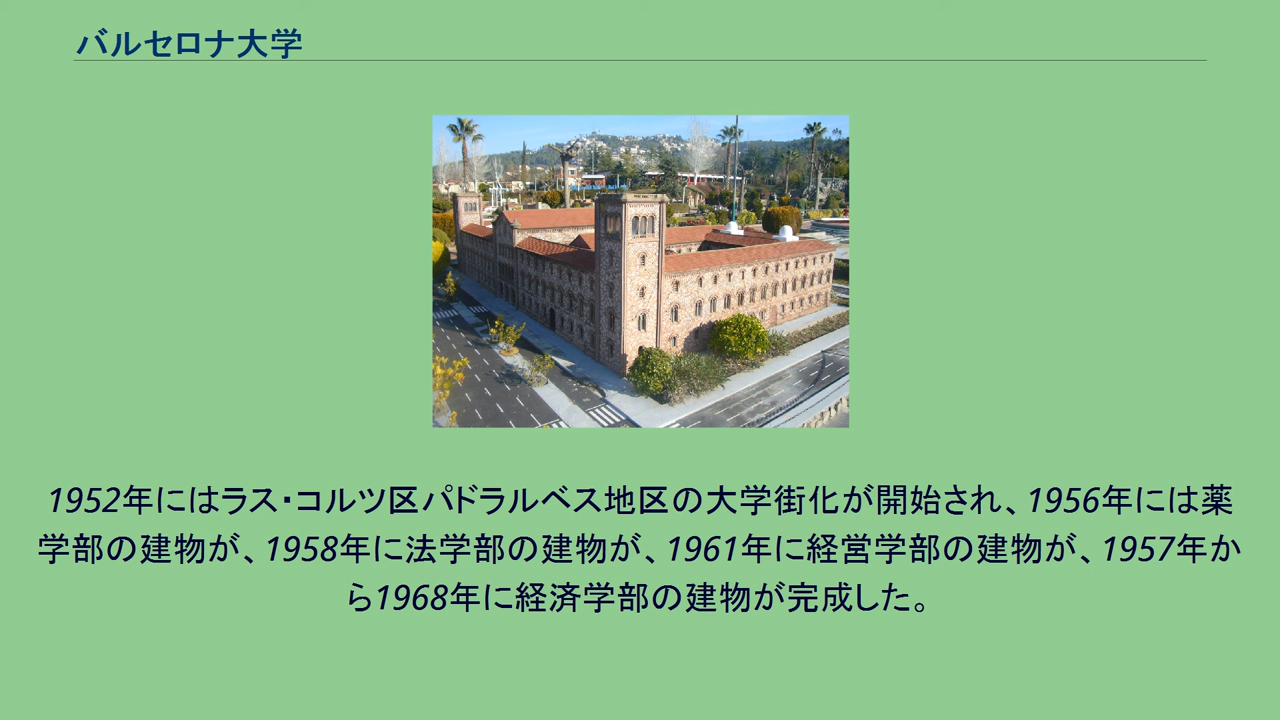 バルセロナ大学
1952年にはラス・コルツ区パドラルベス地区の大学街化が開始され、1956年には薬
学部の建物が、1958年に法学部の建物が、1961年に経営学部の建物が、1957年か
ら1968年に経済学部の建物が完成した。